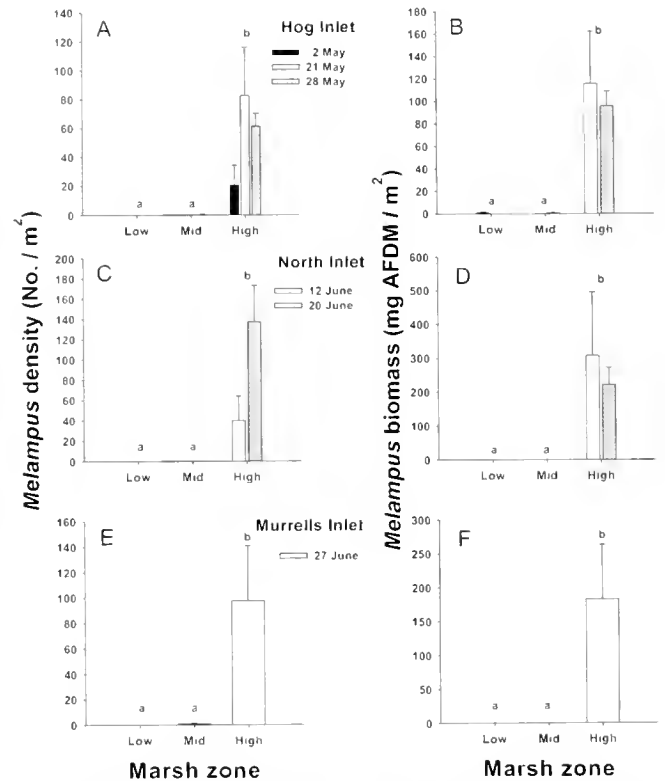 A
Hog Inlet
2 May
21 May
28 May
140
120
100
80
60
40
20
0
b
a
a
Low
Mid
High
B
180
160
140
120
100
80
60
40
20
0
b
a
a
Low
Mid
High
Melampus density (No. / m²)
Melampus biomass (mg AFDM / m²)
C
North Inlet
12 June
20 June
200
180
160
140
120
100
80
60
40
20
0
b
a
a
Low
Mid
High
D
600
500
400
300
200
100
0
b
a
a
Low
Mid
High
E
Murrells Inlet
27 June
160
140
120
100
80
60
40
20
0
b
a
a
Low
Mid
High
Marsh zone
F
300
250
200
150
100
50
0
b
a
a
Low
Mid
High
Marsh zone